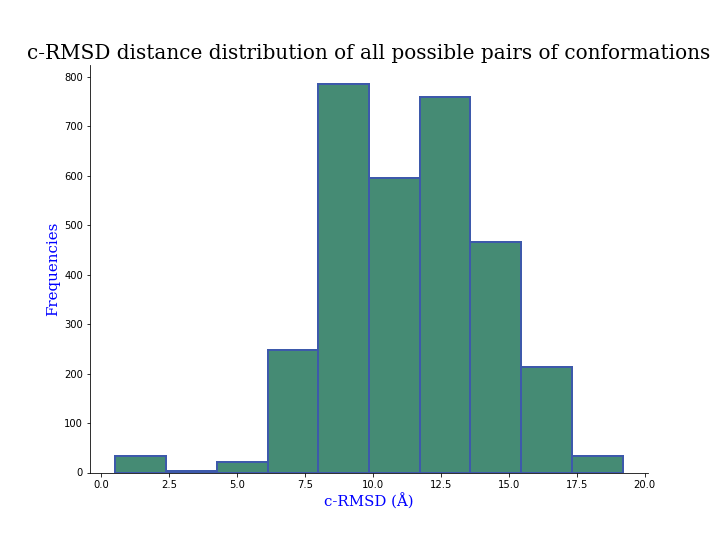 c-RMSD distance distribution of all possible pairs of conformations
800
700
600
500
400
300
200
100
0
Frequencies
0.0 2.5 5.0 7.5 10.0 12.5 15.0 17.5 20.0
c-RMSD (Å)